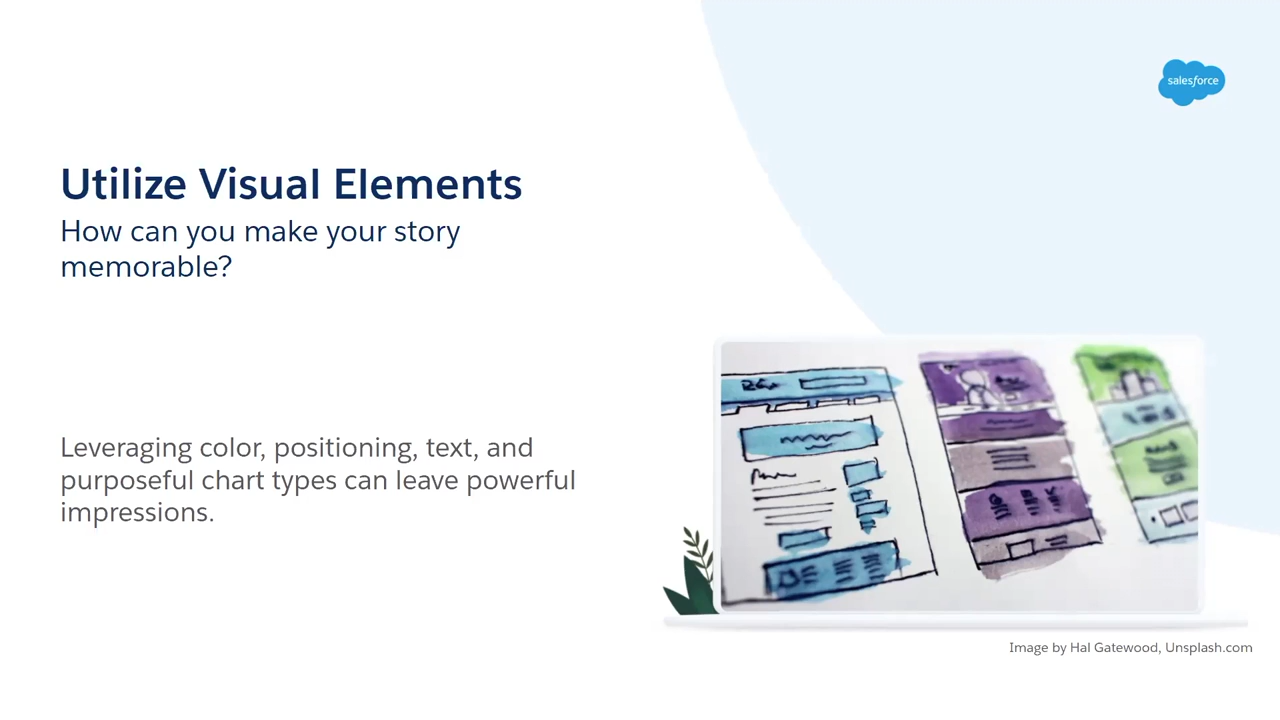 salesforce
Utilize Visual Elements
How can you make your story
memorable?
Leveraging color, positioning, text, and
purposeful chart types can leave powerful
impressions.
Image by Hal Gatewood, Unsplash.com